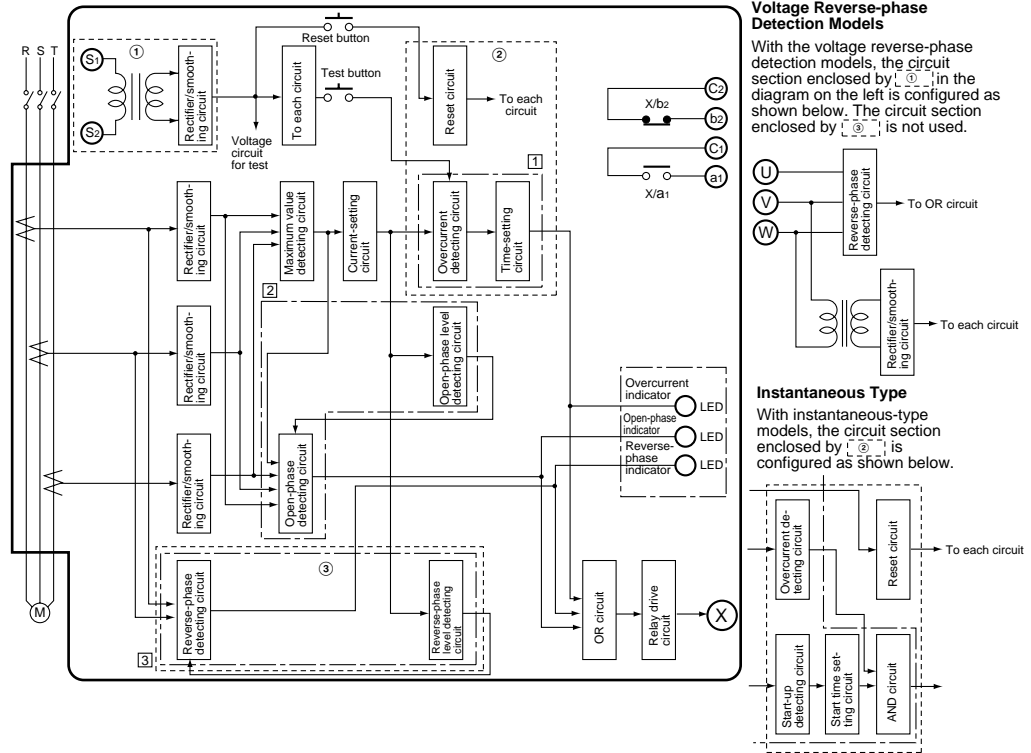 R S T
S1
S2
①
Rectifier/smooth-
ing circuit
Voltage
circuit
for test
To each circuit
Reset button
Test button
②
Reset circuit
To each
circuit
1
Rectifier/smooth-
ing circuit
Maximum value
detecting circuit
Current-setting
circuit
Overcurrent
detecting circuit
Time-setting
circuit
2
Rectifier/smooth-
ing circuit
Open-phase level
detecting circuit
Rectifier/smooth-
ing circuit
Open-phase
detecting circuit
3
③
Reverse-phase
detecting circuit
Reverse-phase
level detecting
circuit
M
X/b2
C2
b2
C1
X/a1
a1
Overcurrent
indicator
LED
Open-phase
indicator
LED
Reverse-
phase
indicator
LED
OR circuit
Relay drive
circuit
X
Voltage Reverse-phase
Detection Models
With the voltage reverse-phase
detection models, the circuit
section enclosed by ① in the
diagram on the left is configured as
shown below. The circuit section
enclosed by ③ is not used.
U
V
W
Reverse-phase
detecting circuit
To OR circuit
Rectifier/smooth-
ing circuit
To each circuit
Instantaneous Type
With instantaneous-type
models, the circuit section
enclosed by ② is
configured as shown below.
Overcurrent de-
tecting circuit
Reset circuit
To each circuit
Start-up
detecting circuit
Start time set-
ting circuit
AND circuit